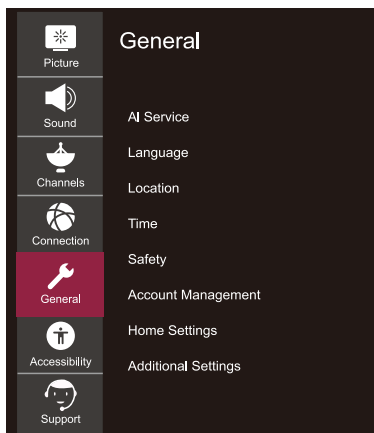 Picture
Sound
Channels
Connection
General
Accessibility
Support
General
AI Service
Language
Location
Time
Safety
Account Management
Home Settings
Additional Settings